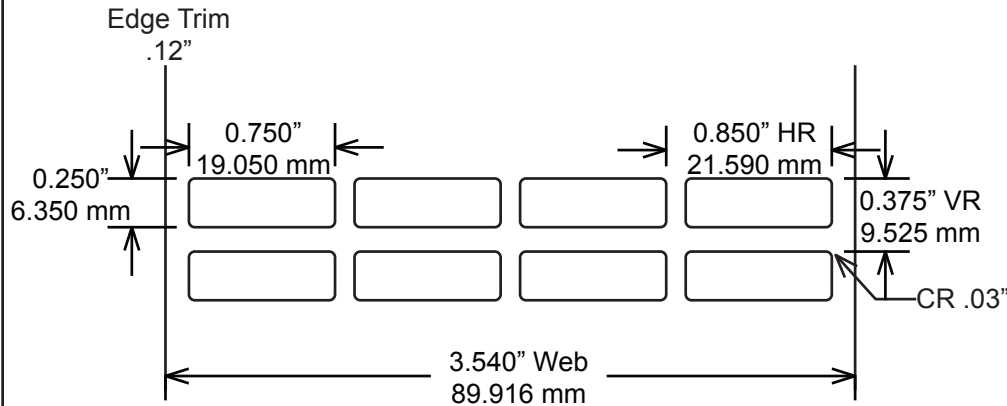 Edge Trim
.12”
0.750”
19.050 mm
0.850” HR
21.590 mm
0.250”
6.350 mm
0.375” VR
9.525 mm
CR .03”
3.540” Web
89.916 mm